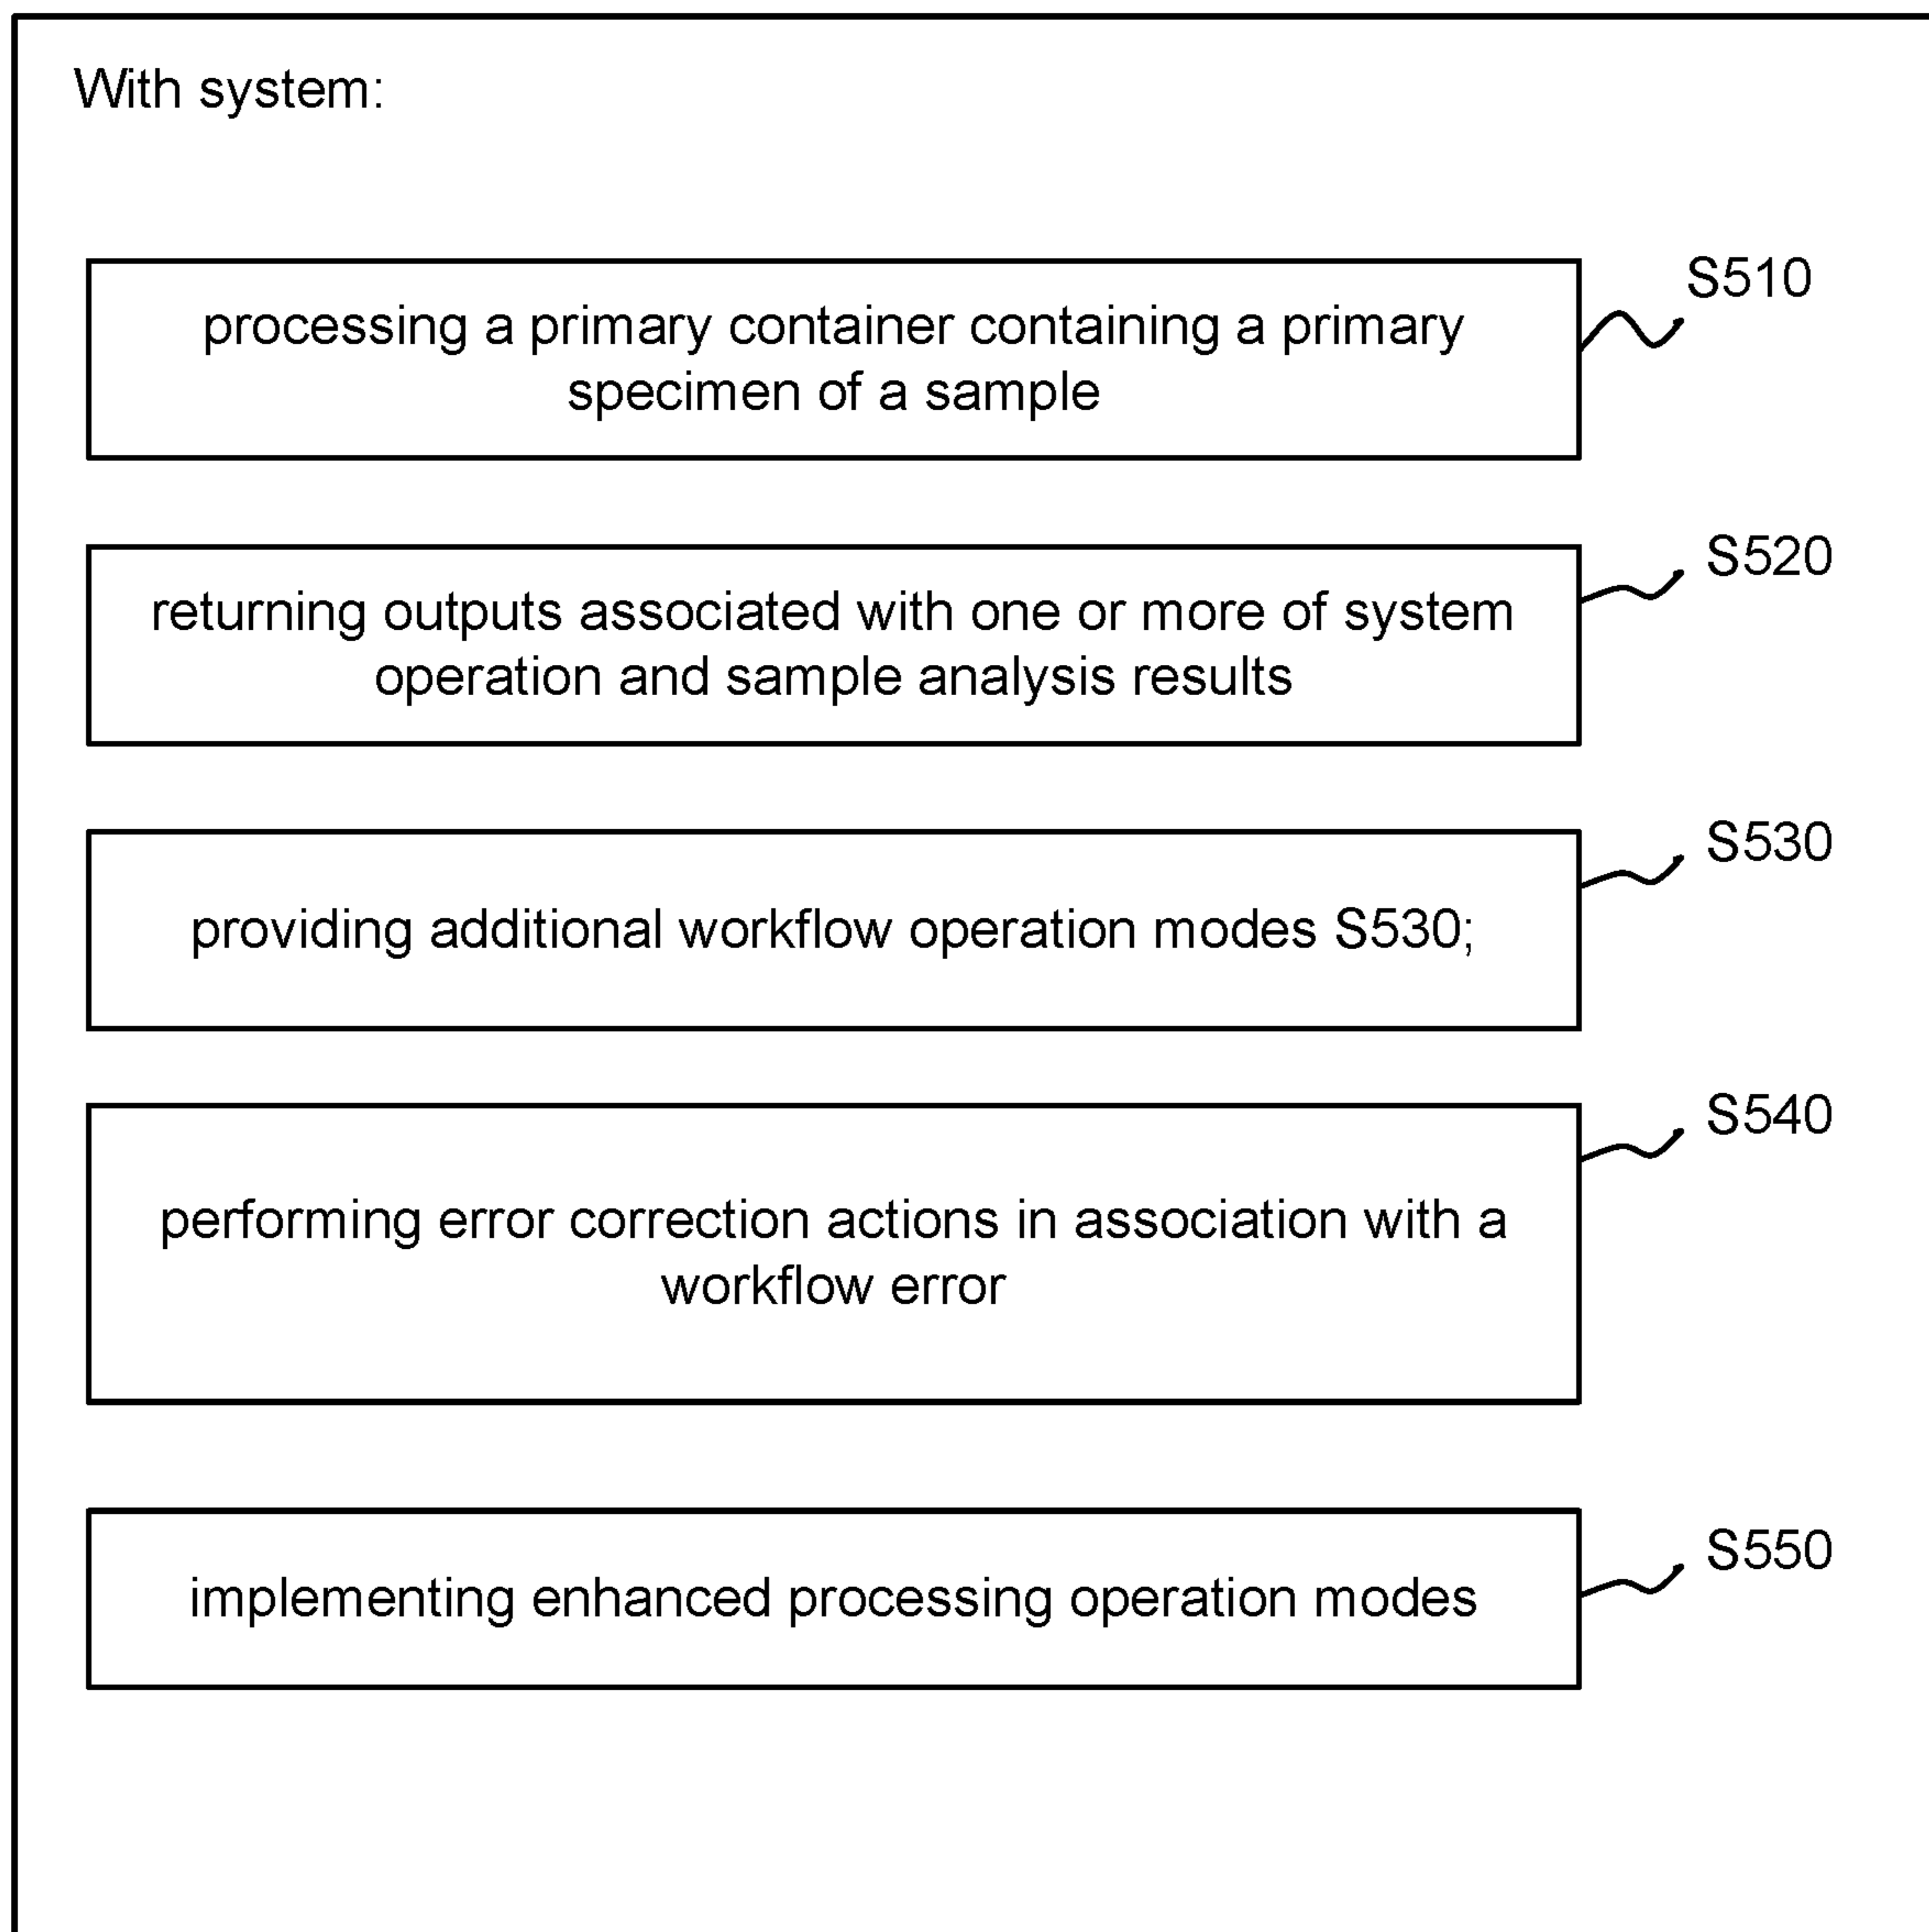 With system:
S510
processing a primary container containing a primary
specimen of a sample
S520
returning outputs associated with one or more of system
operation and sample analysis results
S530
providing additional workflow operation modes S530;
S540
performing error correction actions in association with a
workflow error
S550
implementing enhanced processing operation modes